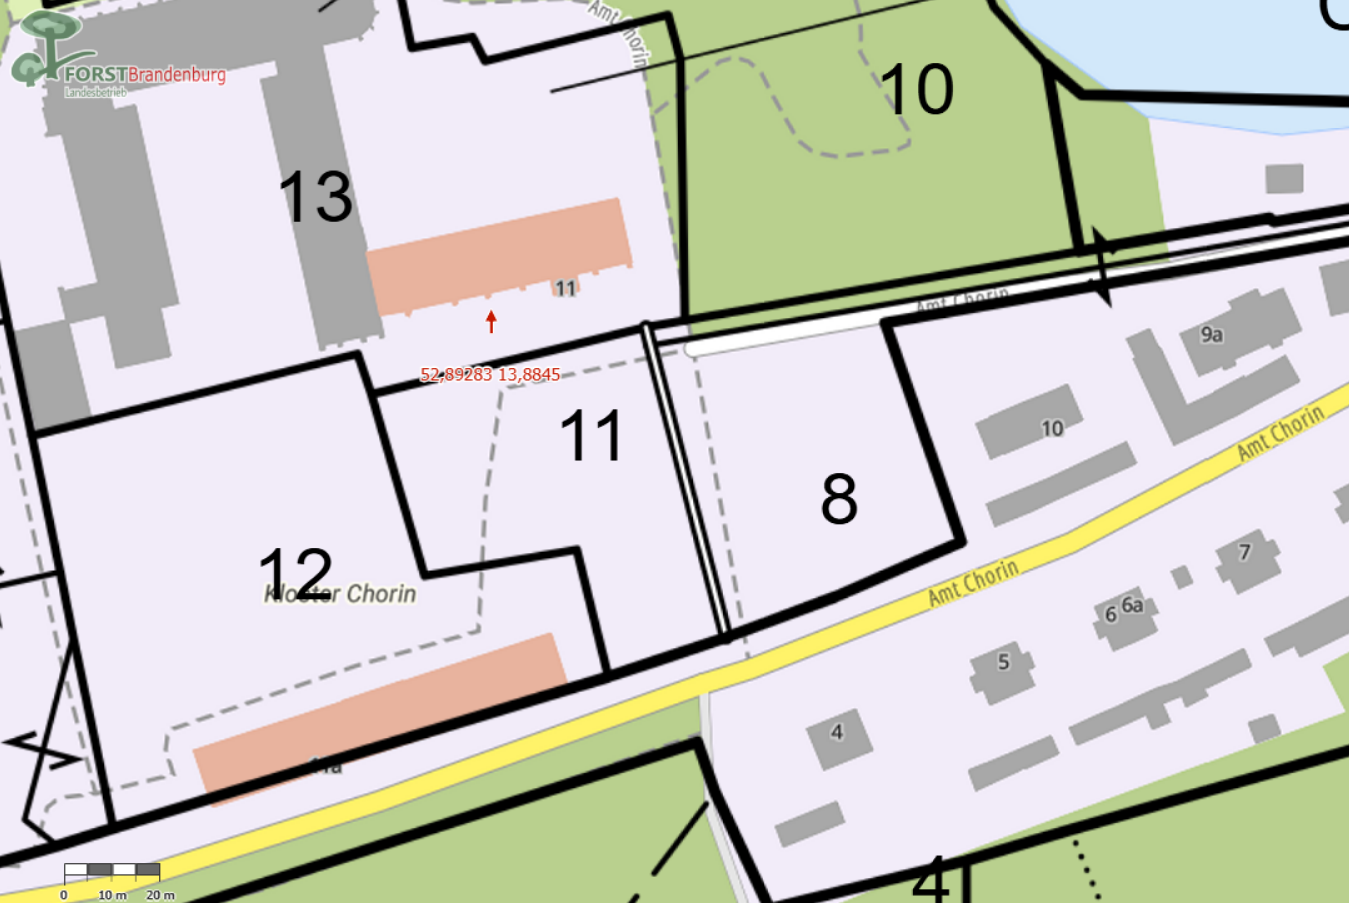 Amt Chorin
FORSTBrandenburg
Landesbetrieb
10
13
11
Amt Chorin
9a
52,89283 13,8845
11
10
Amt Chorin
8
12
Kloster Chorin
7
Amt Chorin
6
6a
5
4
11a
4
0
10 m
20 m